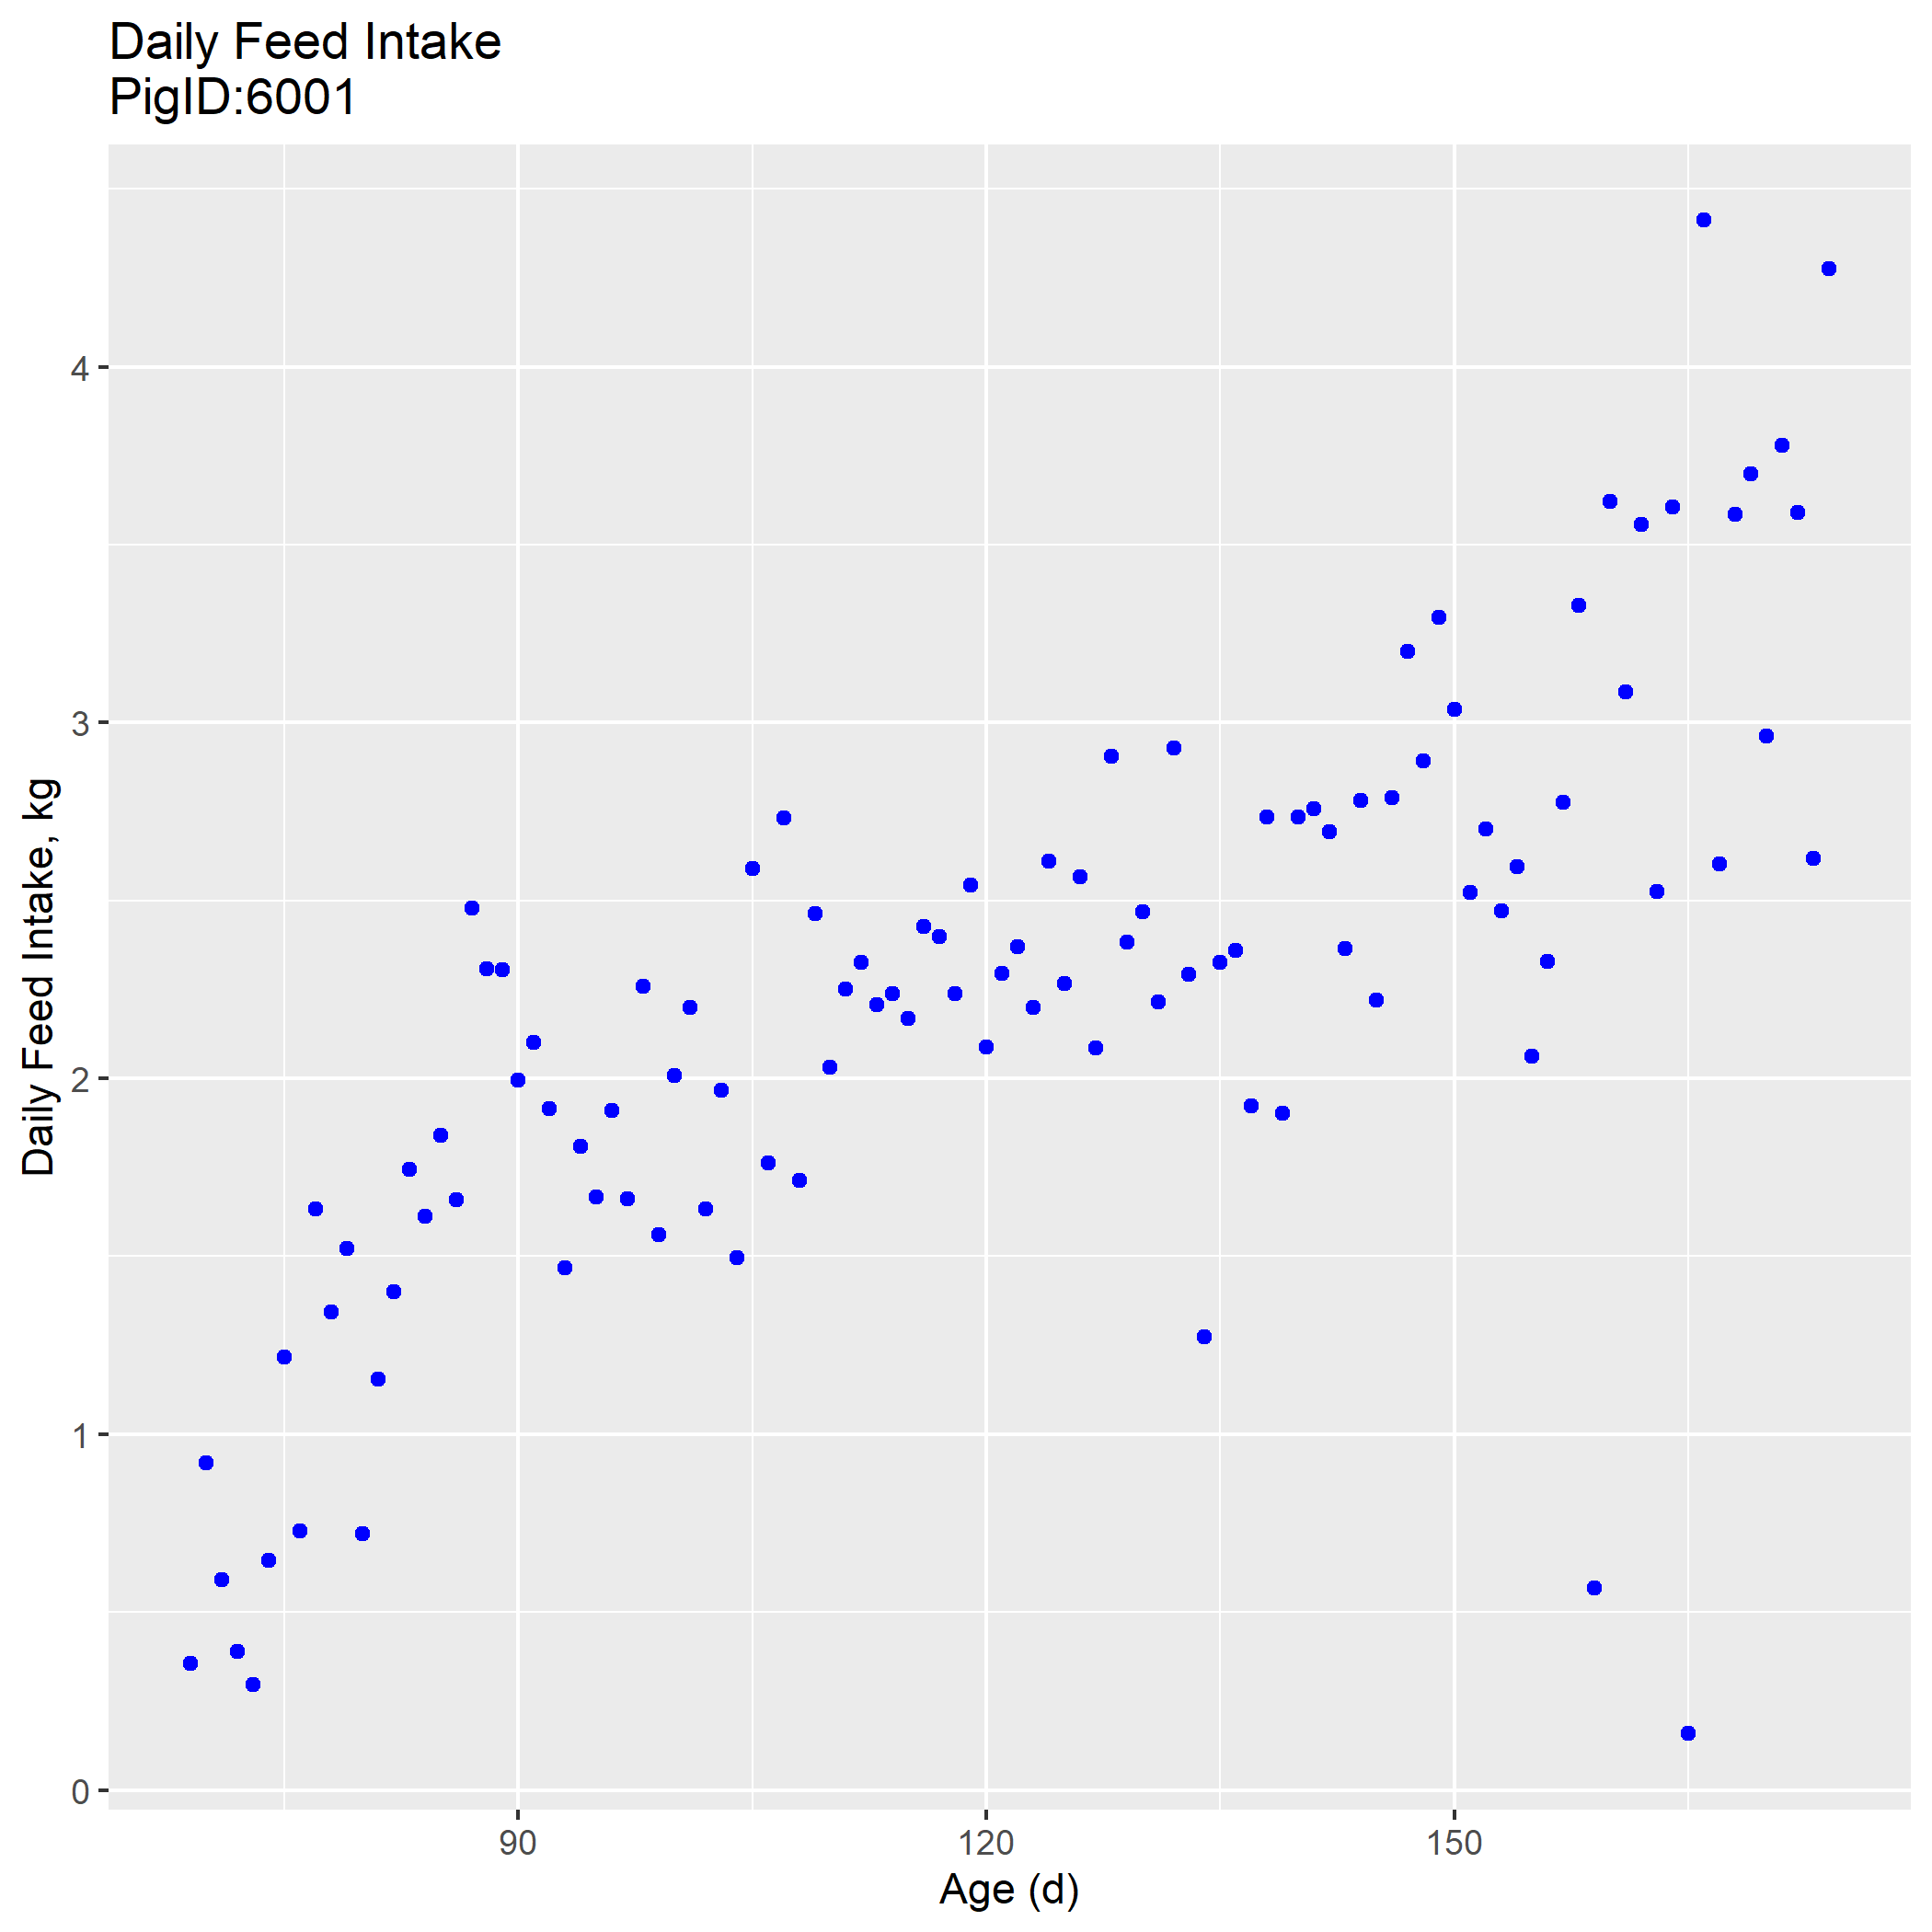 Daily Feed Intake
PigID:6001
Daily Feed Intake, kg
4
3
2
1
0
90
120
150
Age (d)